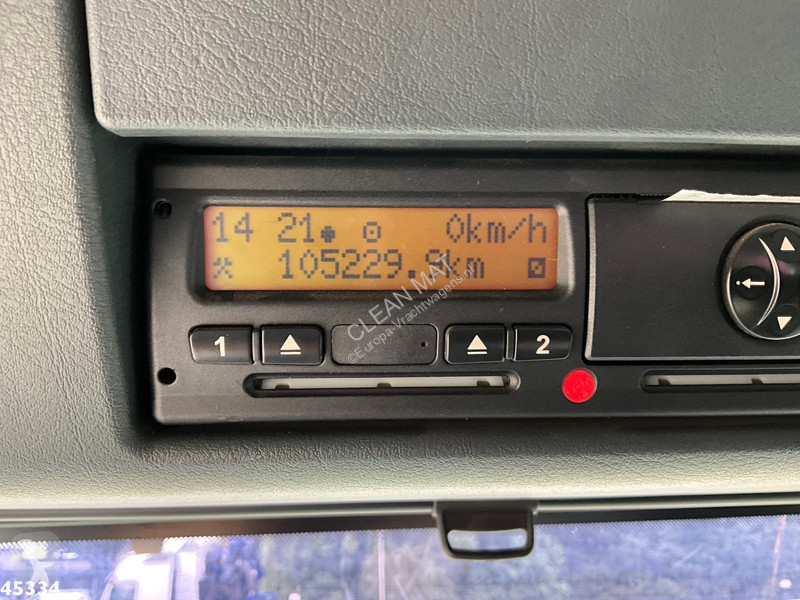 14 21 0km/h
105229.9km
1
2
CLEAN MAT
©Europa-Vrachtwagens.nl
45334